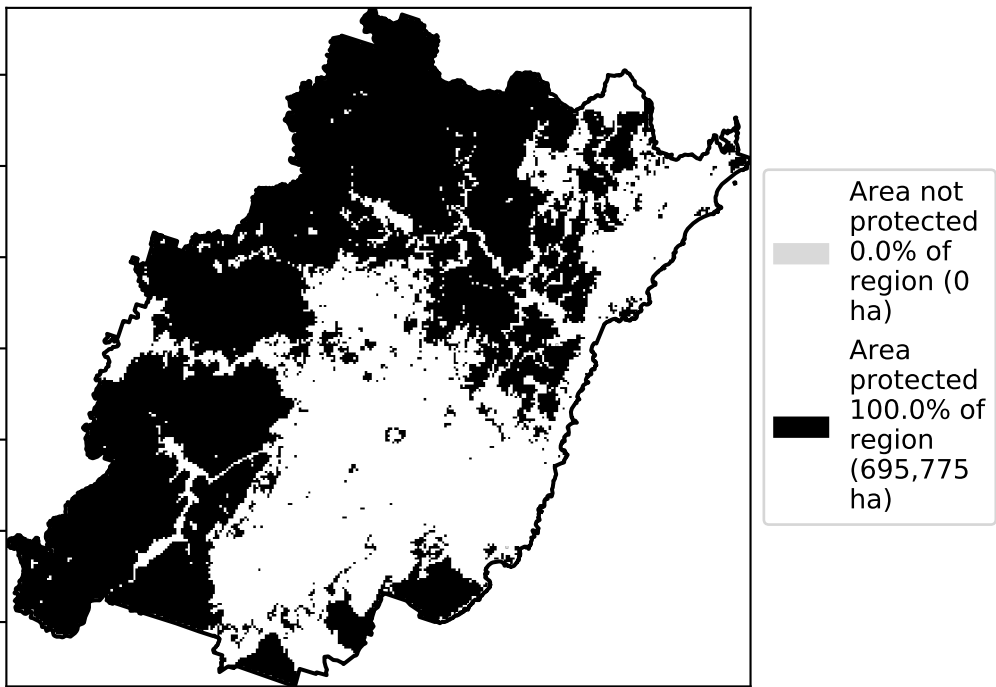 Area not
protected
0.0% of
region (0
ha)
Area
protected
100.0% of
region
(695,775
ha)